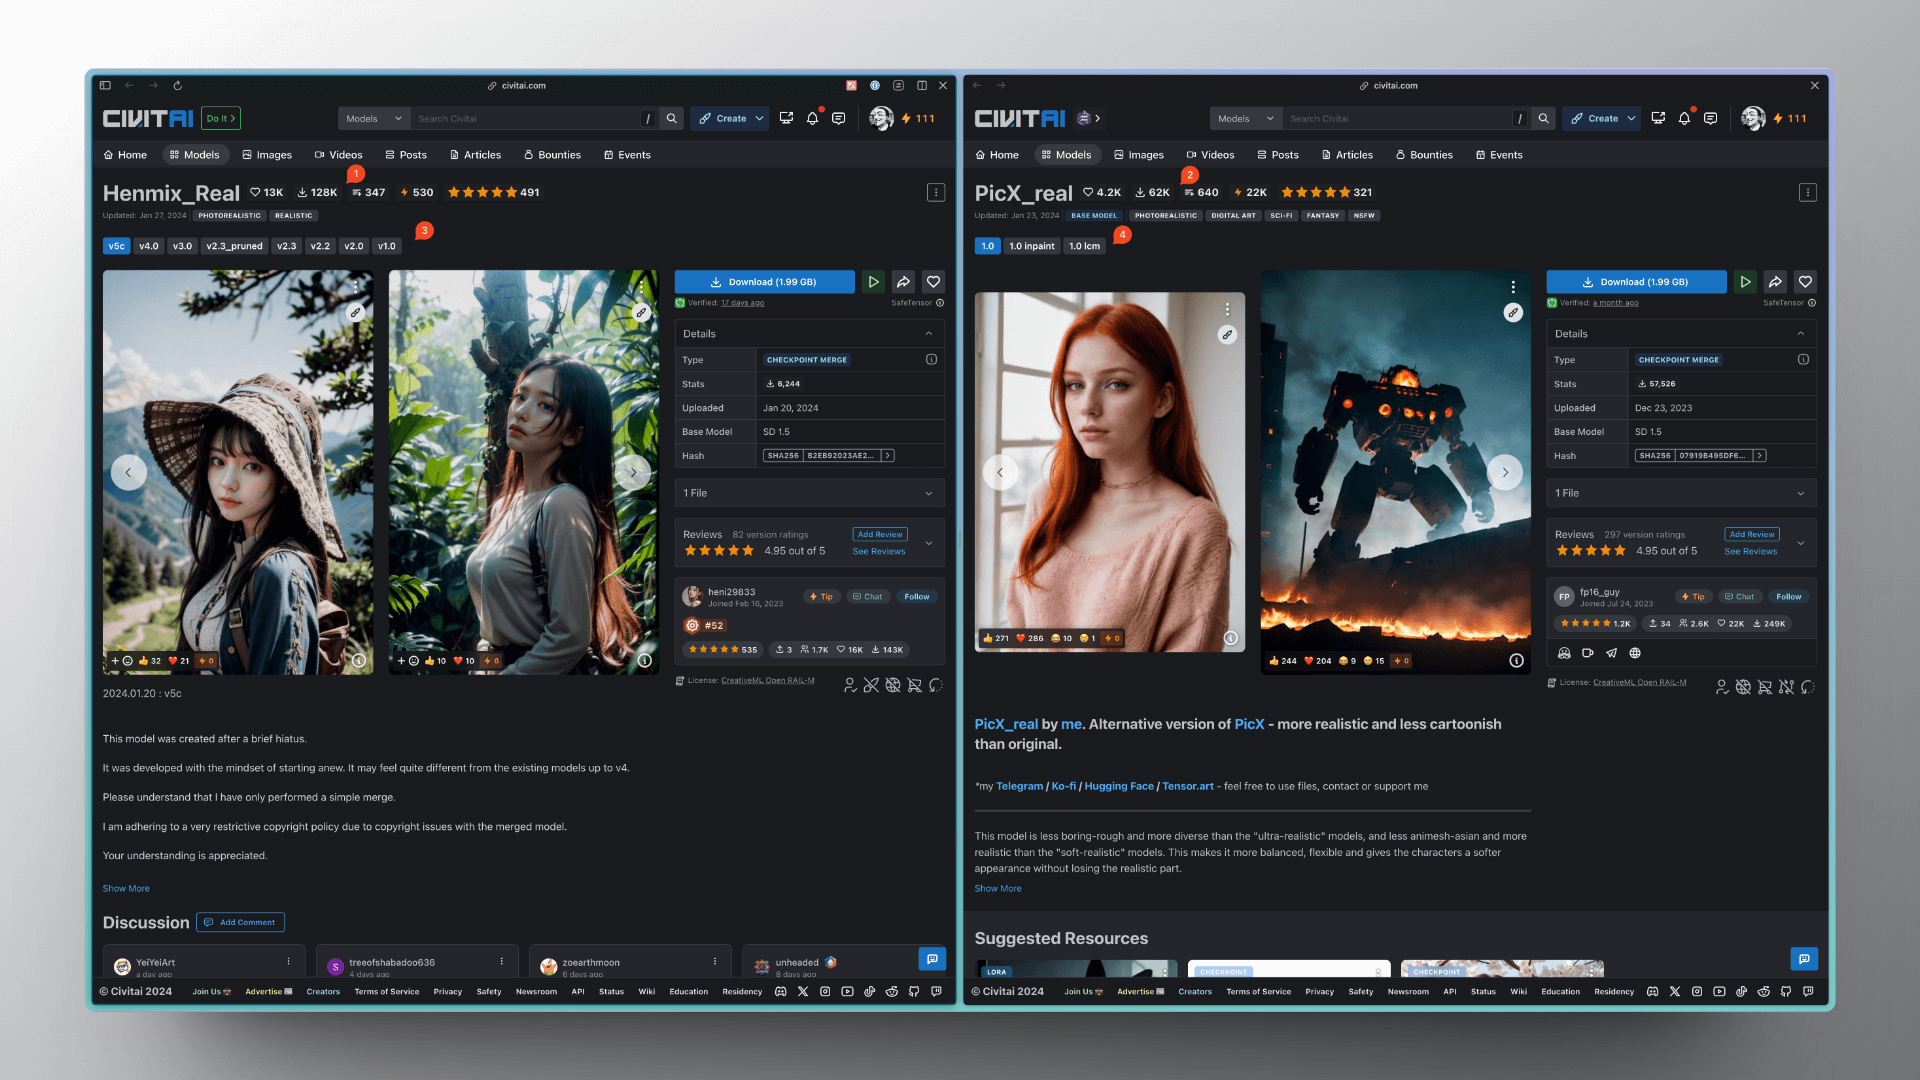 civitai.com
CIVITAI Do It >
Models Search Civitai / Create 111
Home Models Images Videos Posts Articles Bounties Events
1
Henmix_Real 13K 128K 347 530 491
Updated: Jan 27, 2024 PHOTOREALISTIC REALISTIC
3
v5c v4.0 v3.0 v2.3_pruned v2.3 v2.2 v2.0 v1.0
Download (1.99 GB)
Verified: 17 days ago SafeTensor
Details
Type CHECKPOINT MERGE
Stats 6,244
Uploaded Jan 20, 2024
Base Model SD 1.5
Hash SHA256 B2EB92023AE2...
1 File
Reviews 82 version ratings Add Review
4.95 out of 5 See Reviews
heni29833
Joined Feb 16, 2023
Tip Chat Follow
#52
535 3 1.7K 16K 143K
License: CreativeML Open RAIL-M
32 21 0
10 10 0
2024.01.20 : v5c
This model was created after a brief hiatus.
It was developed with the mindset of starting anew. It may feel quite different from the existing models up to v4.
Please understand that I have only performed a simple merge.
I am adhering to a very restrictive copyright policy due to copyright issues with the merged model.
Your understanding is appreciated.
Show More
Discussion Add Comment
YeiYeiArt
a day ago
S treeofshabadoo636
4 days ago
zoearthmoon
6 days ago
unheaded
8 days ago
© Civitai 2024 Join Us Advertise Creators Terms of Service Privacy Safety Newsroom API Status Wiki Education Residency
civitai.com
CIVITAI
Models Search Civitai / Create 111
Home Models Images Videos Posts Articles Bounties Events
2
PicX_real 4.2K 62K 640 22K 321
Updated: Jan 23, 2024 BASE MODEL PHOTOREALISTIC DIGITAL ART SCI-FI FANTASY NSFW
4
1.0 1.0 inpaint 1.0 lcm
Download (1.99 GB)
Verified: a month ago SafeTensor
Details
Type CHECKPOINT MERGE
Stats 57,526
Uploaded Dec 23, 2023
Base Model SD 1.5
Hash SHA256 07919B495DF6...
1 File
Reviews 297 version ratings Add Review
4.95 out of 5 See Reviews
FP fp16_guy
Joined Jul 24, 2023
Tip Chat Follow
1.2K 34 2.6K 22K 249K
License: CreativeML Open RAIL-M
271 286 10 1 0
244 204 9 15 0
PicX_real by me. Alternative version of PicX - more realistic and less cartoonish
than original.
*my Telegram / Ko-fi / Hugging Face / Tensor.art - feel free to use files, contact or support me
This model is less boring-rough and more diverse than the "ultra-realistic" models, and less animesh-asian and more
realistic than the "soft-realistic" models. This makes it more balanced, flexible and gives the characters a softer
appearance without losing the realistic part.
Show More
Suggested Resources
LORA CHECKPOINT CHECKPOINT
© Civitai 2024 Join Us Advertise Creators Terms of Service Privacy Safety Newsroom API Status Wiki Education Residency